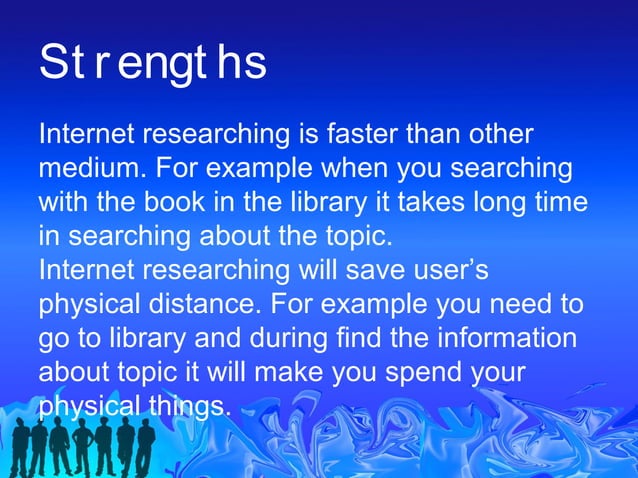 Strengths
Internet researching is faster than other
medium. For example when you searching
with the book in the library it takes long time
in searching about the topic.
Internet researching will save user’s
physical distance. For example you need to
go to library and during find the information
about topic it will make you spend your
physical things.